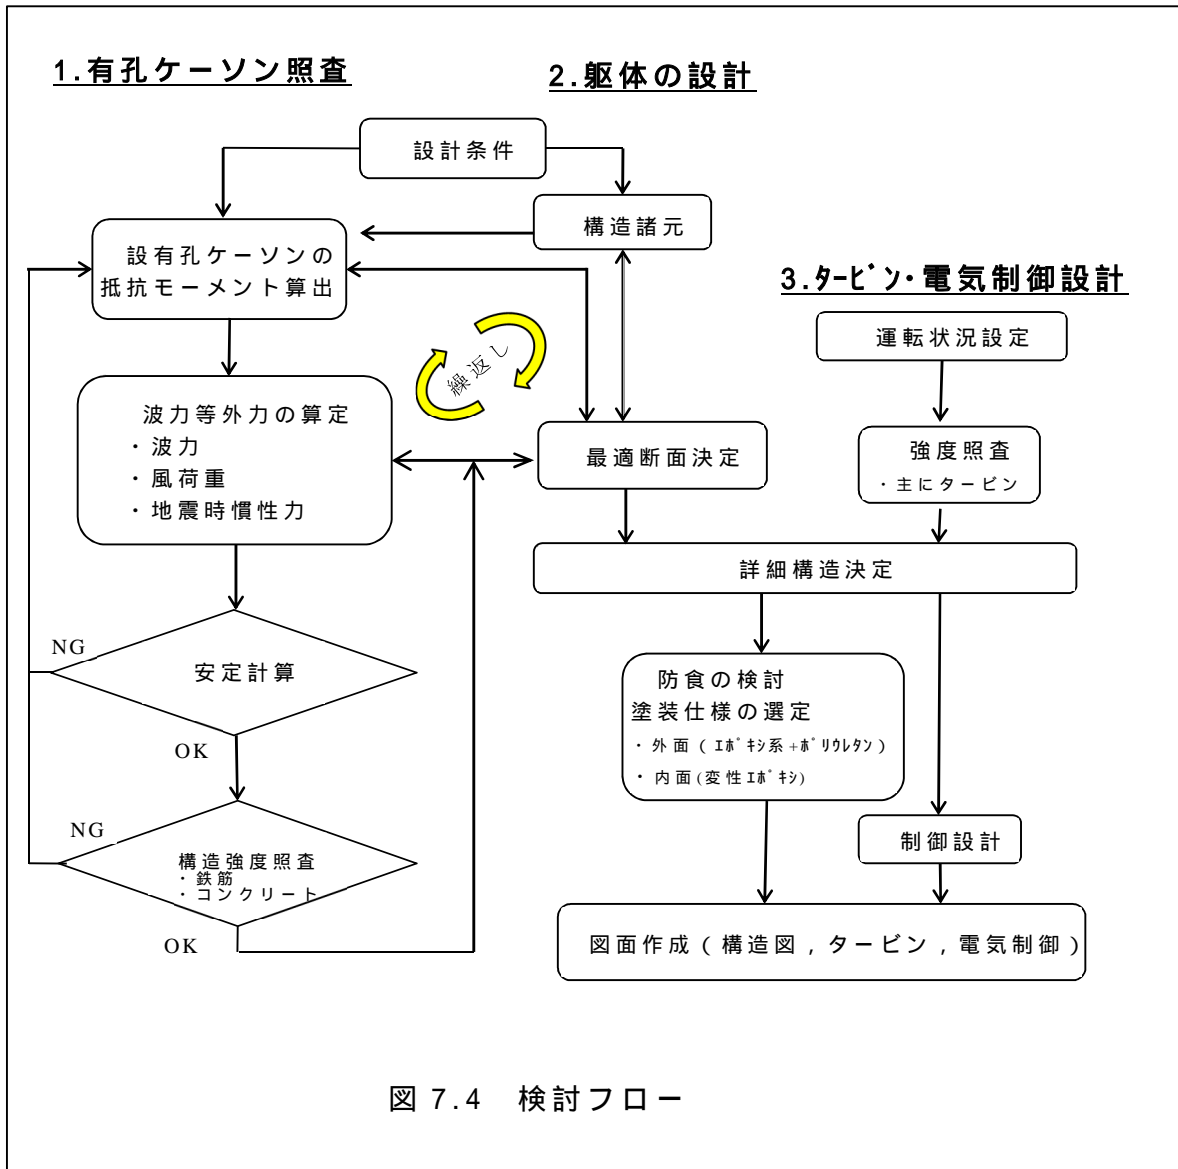 1.有孔ケーソン照査
2.躯体の設計
設計条件
構造諸元
設有孔ケーソンの
抵抗モーメント算出
3.ﾀｰﾋﾞﾝ･電気制御設計
運転状況設定
繰返し
波力等外力の算定
・波力
・風荷重
・地震時慣性力
最適断面決定
強度照査
・主にタービン
詳細構造決定
NG
安定計算
OK
防食の検討
塗装仕様の選定
・外面（ｴﾎﾟｷｼ系+ﾎﾟﾘｳﾚﾀﾝ）
・内面(変性ｴﾎﾟｷｼ)
NG
構造強度照査
・鉄筋
・コンクリート
OK
制御設計
図面作成（構造図，タービン，電気制御）
図 7.4　検討フロー